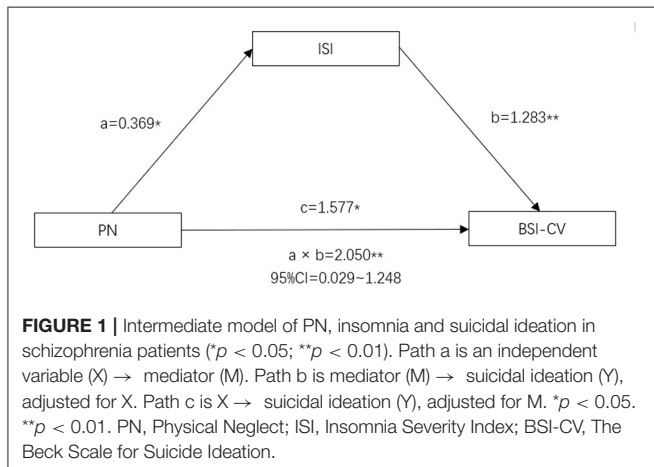 ISI
a=0.369*
b=1.283**
c=1.577*
PN
BSI-CV
a × b=2.050**
95%CI=0.029~1.248
FIGURE 1 | Intermediate model of PN, insomnia and suicidal ideation in
schizophrenia patients (*p < 0.05; **p < 0.01). Path a is an independent
variable (X) → mediator (M). Path b is mediator (M) → suicidal ideation (Y),
adjusted for X. Path c is X → suicidal ideation (Y), adjusted for M. *p < 0.05.
**p < 0.01. PN, Physical Neglect; ISI, Insomnia Severity Index; BSI-CV, The
Beck Scale for Suicide Ideation.